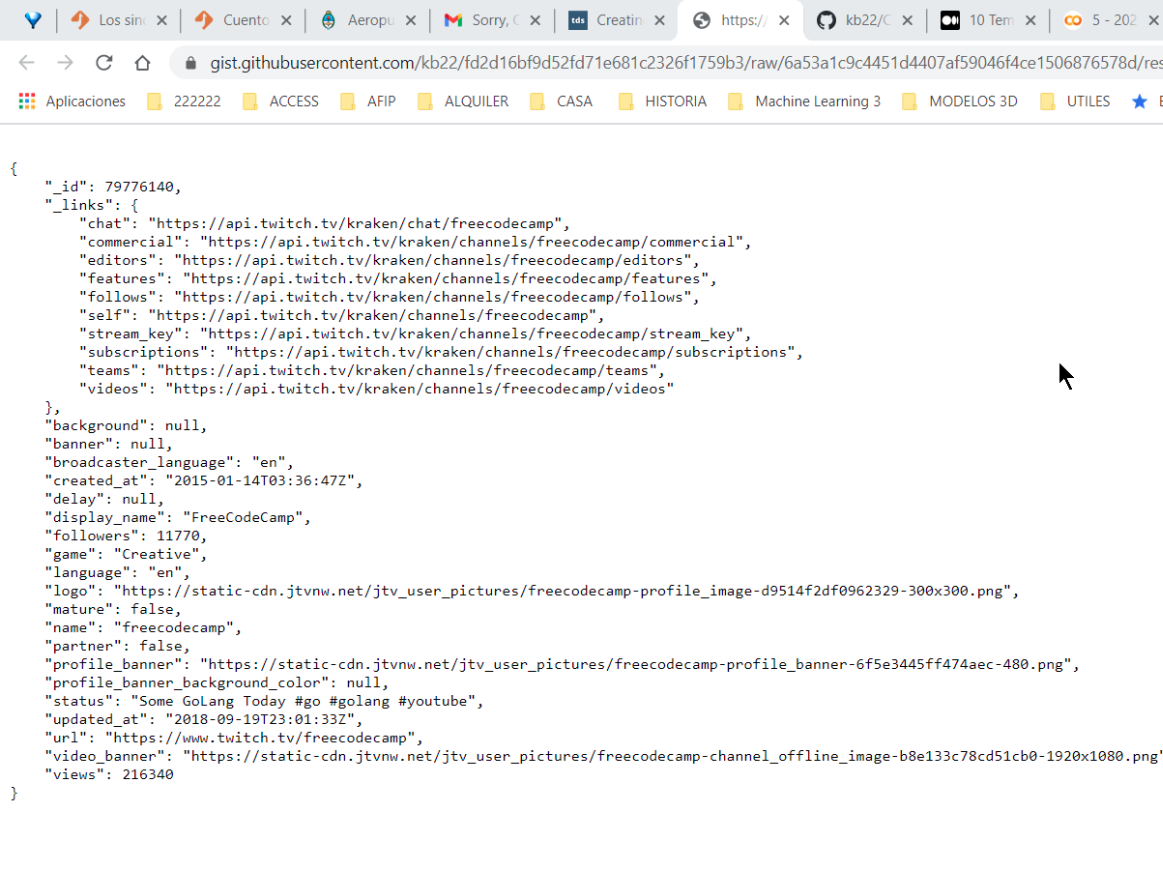 Los sin
Cuento
Aeropu
Sorry, C
tds
Creatin
https:/
kb22/C
10 Tem
5 - 202
gist.githubusercontent.com/kb22/fd2d16bf9d52fd71e681c2326f1759b3/raw/6a53a1c9c4451d4407af59046f4ce1506876578d/res
Aplicaciones
222222
ACCESS
AFIP
ALQUILER
CASA
HISTORIA
Machine Learning 3
MODELOS 3D
UTILES
{
"_id": 79776140,
"_links": {
"chat": "https://api.twitch.tv/kraken/chat/freecodecamp",
"commercial": "https://api.twitch.tv/kraken/channels/freecodecamp/commercial",
"editors": "https://api.twitch.tv/kraken/channels/freecodecamp/editors",
"features": "https://api.twitch.tv/kraken/channels/freecodecamp/features",
"follows": "https://api.twitch.tv/kraken/channels/freecodecamp/follows",
"self": "https://api.twitch.tv/kraken/channels/freecodecamp",
"stream_key": "https://api.twitch.tv/kraken/channels/freecodecamp/stream_key",
"subscriptions": "https://api.twitch.tv/kraken/channels/freecodecamp/subscriptions",
"teams": "https://api.twitch.tv/kraken/channels/freecodecamp/teams",
"videos": "https://api.twitch.tv/kraken/channels/freecodecamp/videos"
},
"background": null,
"banner": null,
"broadcaster_language": "en",
"created_at": "2015-01-14T03:36:47Z",
"delay": null,
"display_name": "FreeCodeCamp",
"followers": 11770,
"game": "Creative",
"language": "en",
"logo": "https://static-cdn.jtvnw.net/jtv_user_pictures/freecodecamp-profile_image-d9514f2df0962329-300x300.png",
"mature": false,
"name": "freecodecamp",
"partner": false,
"profile_banner": "https://static-cdn.jtvnw.net/jtv_user_pictures/freecodecamp-profile_banner-6f5e3445ff474aec-480.png",
"profile_banner_background_color": null,
"status": "Some GoLang Today #go #golang #youtube",
"updated_at": "2018-09-19T23:01:33Z",
"url": "https://www.twitch.tv/freecodecamp",
"video_banner": "https://static-cdn.jtvnw.net/jtv_user_pictures/freecodecamp-channel_offline_image-b8e133c78cd51cb0-1920x1080.png"
"views": 216340
}